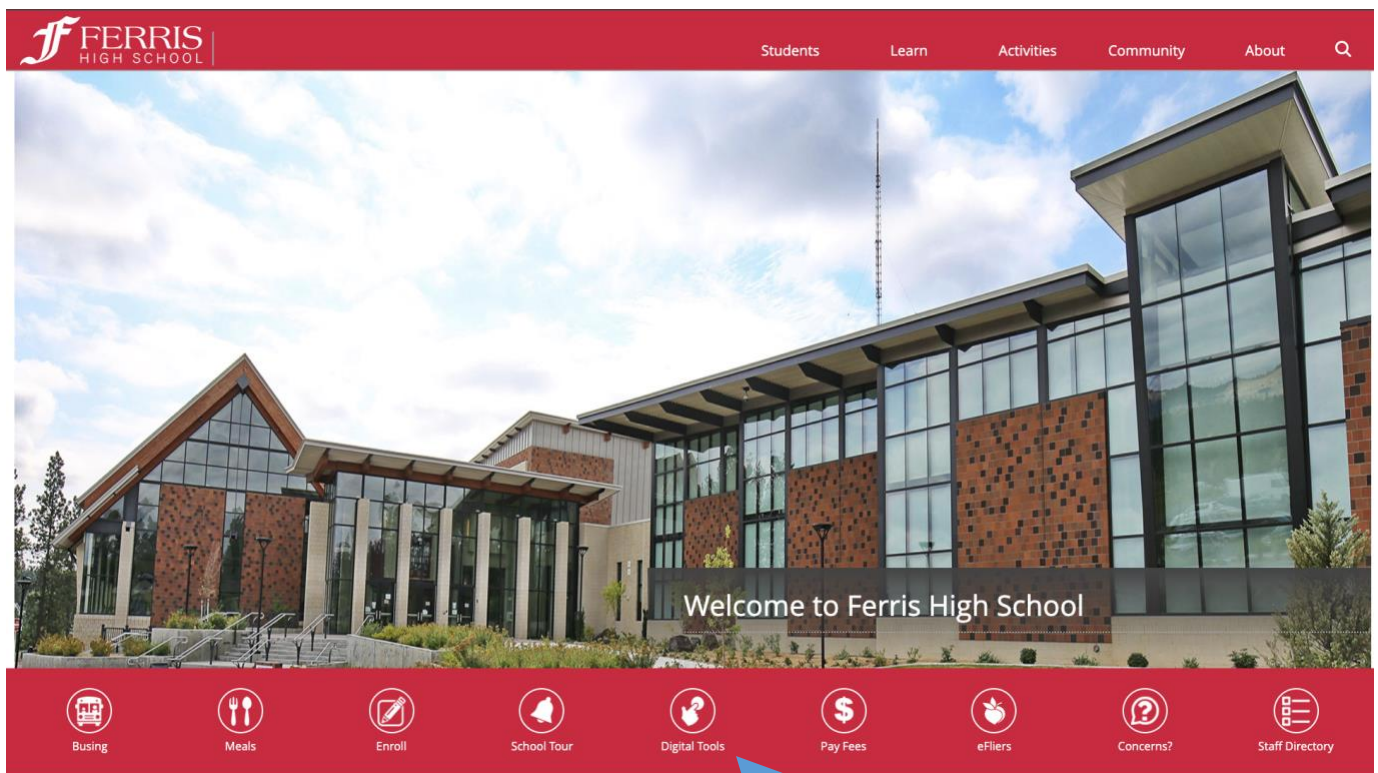 FERRIS
HIGH SCHOOL
Students Learn Activities Community About
Welcome to Ferris High School
Busing Meals Enroll School Tour Digital Tools Pay Fees eFliers Concerns? Staff Directory